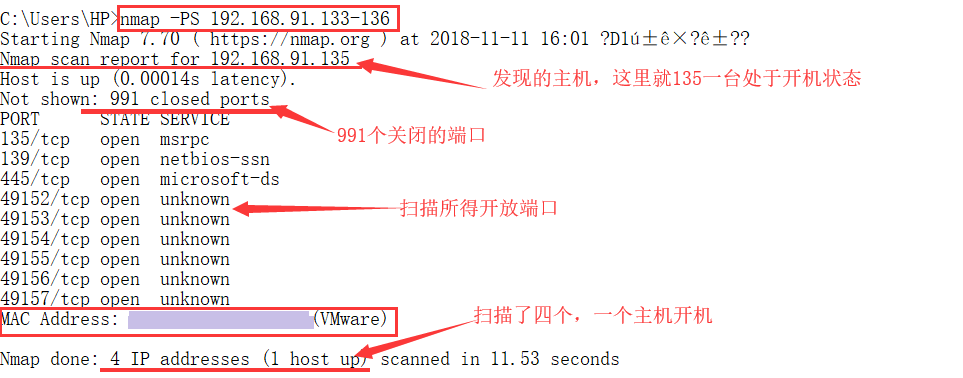 C:\Users\HP>nmap -PS 192.168.91.133-136
Starting Nmap 7.70 ( https://nmap.org ) at 2018-11-11 16:01 ?D1ú±ê×?ê±??
Nmap scan report for 192.168.91.135
Host is up (0.00014s latency).
发现的主机，这里就135一台处于开机状态
Not shown: 991 closed ports
PORT STATE SERVICE
991个关闭的端口
135/tcp open msrpc
139/tcp open netbios-ssn
445/tcp open microsoft-ds
49152/tcp open unknown
扫描所得开放端口
49153/tcp open unknown
49154/tcp open unknown
49155/tcp open unknown
49156/tcp open unknown
49157/tcp open unknown
MAC Address: (VMware)
扫描了四个，一个主机开机
Nmap done: 4 IP addresses (1 host up) scanned in 11.53 seconds